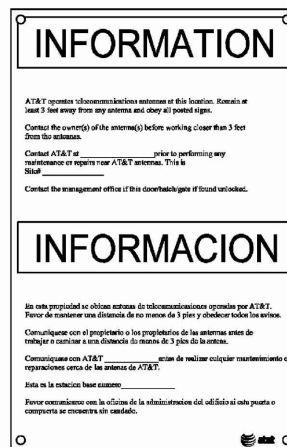 INFORMATION
AT&T operates telecommunications antennas at this location. Remain at
least 3 feet away from any antenna and obey all posted signs.
Contact the owner(s) of the antenna(s) before working closer than 3 feet
from the antennas.
Contact AT&T at ____________ prior to performing any
maintenance or repairs near AT&T antennas. This is
Site# ____________
Contact the management office if this door/hatch/gate if found unlocked.
INFORMACION
En esta propiedad se ubican antenas de telecomunicaciones operadas por AT&T.
Favor de mantener una distancia de no menos de 3 pies y obedecer todos los avisos.
Comuniquese con el propietario o los propietarios de las antenas antes de
trabajar o caminar a una distancia de menos de 3 pies de la antena.
Comuniquese con AT&T ____________ antes de realizar cualquier mantenimiento o
reparaciones cerca de las antenas de AT&T.
Esta es la estacion base numero ____________
Favor comunicarse con la oficina de la administracion del edificio si esta puerta o
compuerta se encuentra sin candado.
at&t